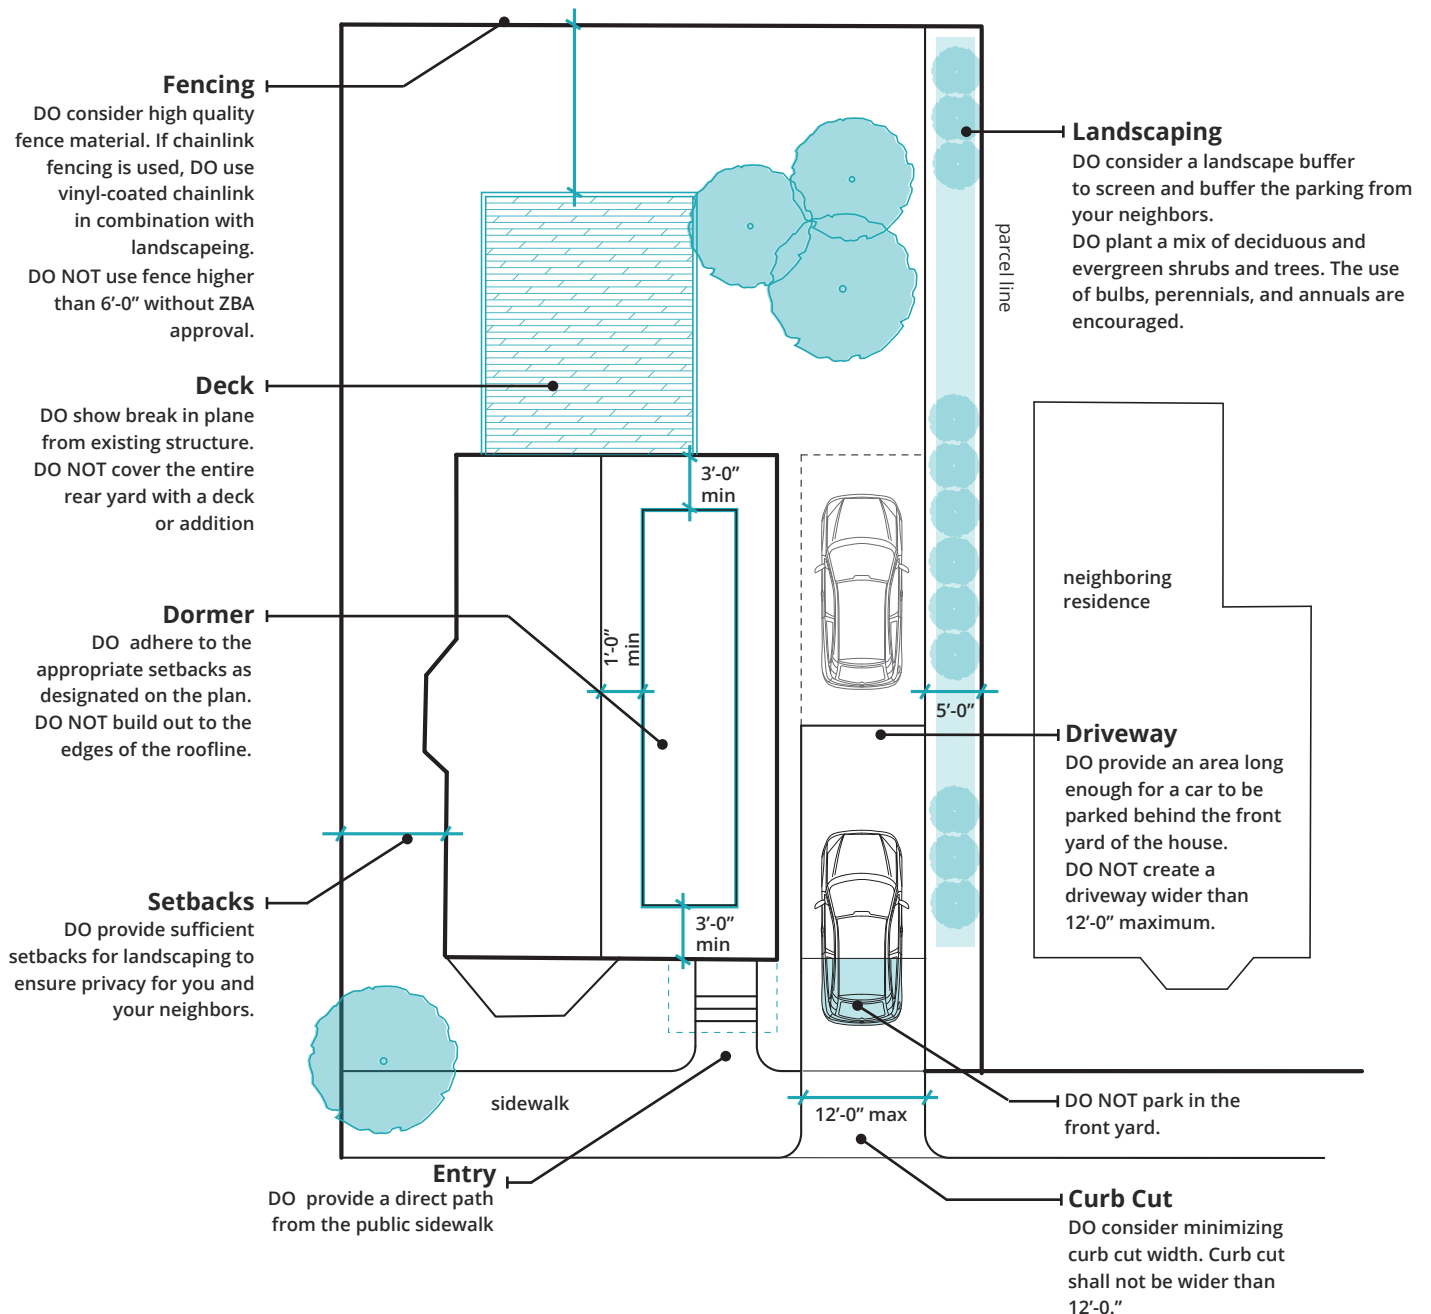 Fencing
DO consider high quality
fence material. If chainlink
fencing is used, DO use
vinyl-coated chainlink
in combination with
landscapeing.
DO NOT use fence higher
than 6’-0” without ZBA
approval.
Deck
DO show break in plane
from existing structure.
DO NOT cover the entire
rear yard with a deck
or addition
Dormer
DO adhere to the
appropriate setbacks as
designated on the plan.
DO NOT build out to the
edges of the roofline.
Setbacks
DO provide sufficient
setbacks for landscaping to
ensure privacy for you and
your neighbors.
3’-0”
min
1’-0”
min
3’-0”
min
sidewalk
Entry
DO provide a direct path
from the public sidewalk
12’-0” max
5’-0”
parcel line
Landscaping
DO consider a landscape buffer
to screen and buffer the parking from
your neighbors.
DO plant a mix of deciduous and
evergreen shrubs and trees. The use
of bulbs, perennials, and annuals are
encouraged.
neighboring
residence
Driveway
DO provide an area long
enough for a car to be
parked behind the front
yard of the house.
DO NOT create a
driveway wider than
12’-0” maximum.
DO NOT park in the
front yard.
Curb Cut
DO consider minimizing
curb cut width. Curb cut
shall not be wider than
12’-0.”